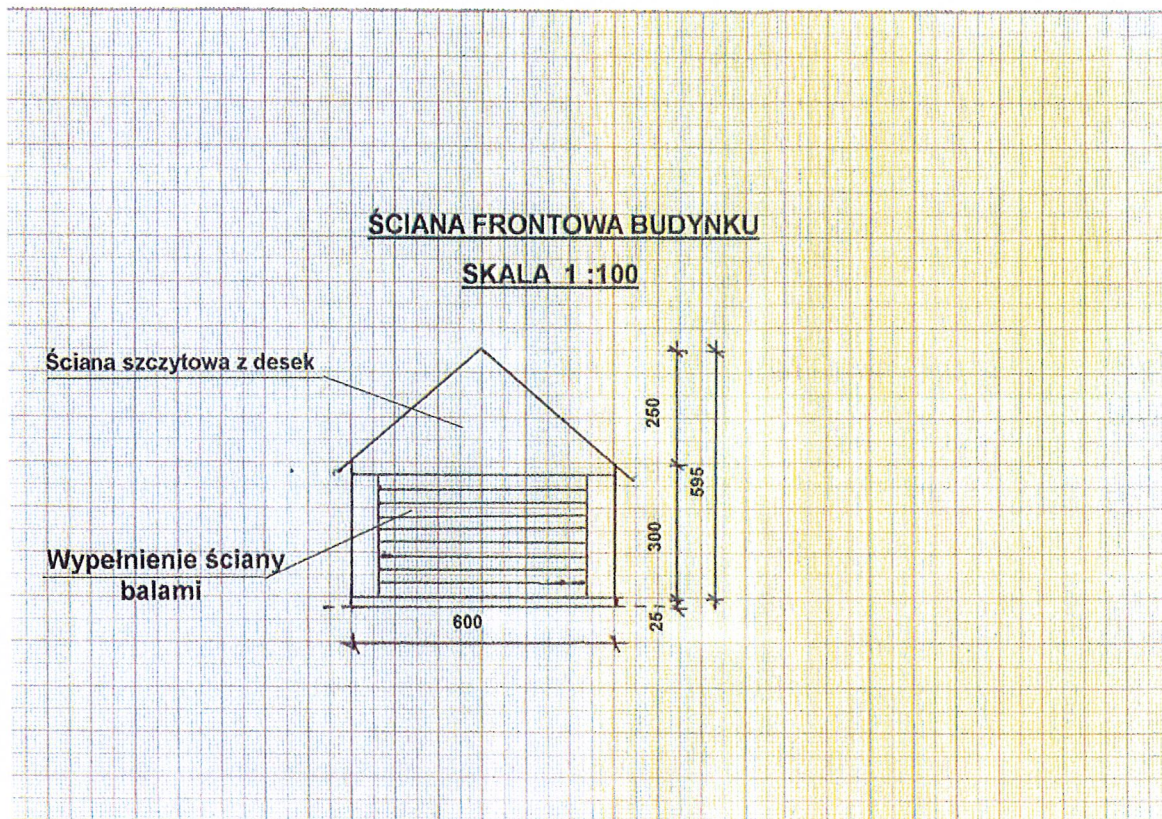 ŚCIANA FRONTOWA BUDYNKU
SKALA 1 :100
Ściana szczytowa z desek
250
595
300
Wypełnienie ściany
balami
600
25